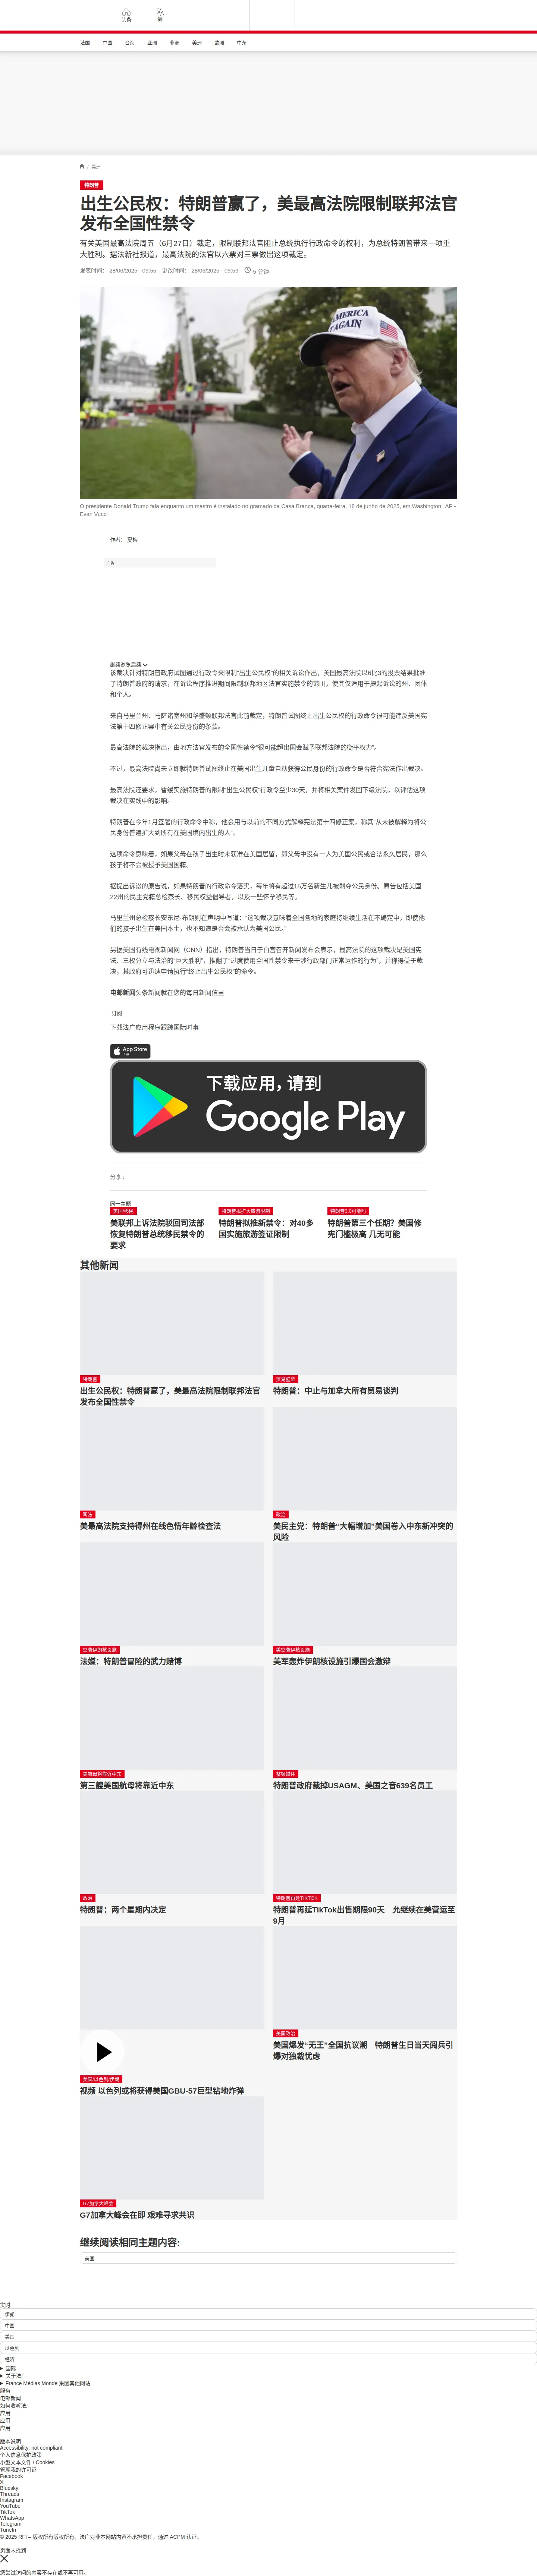 头条
繁
法国
中国
台海
亚洲
非洲
美洲
欧洲
中东
/ 美洲
特朗普
出生公民权：特朗普赢了，美最高法院限制联邦法官
发布全国性禁令
有关美国最高法院周五（6月27日）裁定，限制联邦法官阻止总统执行行政命令的权利，为总统特朗普带来一项重
大胜利。据法新社报道，最高法院的法官以六票对三票做出这项裁定。
发表时间： 28/06/2025 - 09:55 更改时间： 28/06/2025 - 09:59 5 分钟
AMERICA
AGAIN
O presidente Donald Trump fala enquanto um mastro é instalado no gramado da Casa Branca, quarta-feira, 18 de junho de 2025, em Washington. AP -
Evan Vucci
作者： 夏榕
广告
继续浏览后续
该裁决针对特朗普政府试图通过行政令来限制“出生公民权”的相关诉讼作出，美国最高法院以6比3的投票结果批准
了特朗普政府的请求，在诉讼程序推进期间限制联邦地区法官实施禁令的范围，使其仅适用于提起诉讼的州、团体
和个人。
来自马里兰州、马萨诸塞州和华盛顿联邦法官此前裁定，特朗普试图终止出生公民权的行政命令很可能违反美国宪
法第十四修正案中有关公民身份的条款。
最高法院的裁决指出，由地方法官发布的全国性禁令“很可能超出国会赋予联邦法院的衡平权力”。
不过，最高法院尚未立即就特朗普试图终止在美国出生儿童自动获得公民身份的行政命令是否符合宪法作出裁决。
最高法院还要求，暂缓实施特朗普的限制“出生公民权”行政令至少30天，并将相关案件发回下级法院，以评估这项
裁决在实践中的影响。
特朗普在今年1月签署的行政命令中称，他会用与以前的不同方式解释宪法第十四修正案，称其“从未被解释为将公
民身份普遍扩大到所有在美国境内出生的人”。
这项命令意味着，如果父母在孩子出生时未获准在美国居留，即父母中没有一人为美国公民或合法永久居民，那么
孩子将不会被授予美国国籍。
据提出诉讼的原告说，如果特朗普的行政命令落实，每年将有超过15万名新生儿被剥夺公民身份。原告包括美国
22州的民主党籍总检察长、移民权益倡导者，以及一些怀孕移民等。
马里兰州总检察长安东尼·布朗则在声明中写道：“这项裁决意味着全国各地的家庭将继续生活在不确定中，即使他
们的孩子出生在美国本土，也不知道是否会被承认为美国公民。”
另据美国有线电视新闻网（CNN）指出，特朗普当日于白宫召开新闻发布会表示，最高法院的这项裁决是美国宪
法、三权分立与法治的“巨大胜利”，推翻了“过度使用全国性禁令来干涉行政部门正常运作的行为”，并称得益于裁
决，其政府可迅速申请执行“终止出生公民权”的命令。
电邮新闻头条新闻就在您的每日新闻信里
订阅
下载法广应用程序跟踪国际时事
App Store
下载
下载应用，请到
Google Play
分享：
同一主题
美国/移民
美联邦上诉法院驳回司法部
恢复特朗普总统移民禁令的
要求
特朗普拟扩大旅游限制
特朗普拟推新禁令：对40多
国实施旅游签证限制
特朗普3.0可能吗
特朗普第三个任期？美国修
宪门槛极高 几无可能
其他新闻
特朗普
出生公民权：特朗普赢了，美最高法院限制联邦法官
发布全国性禁令
贸易壁垒
特朗普：中止与加拿大所有贸易谈判
司法
美最高法院支持得州在线色情年龄检查法
政治
美民主党：特朗普“大幅增加”美国卷入中东新冲突的
风险
空袭伊朗核设施
法媒：特朗普冒险的武力赌博
美空袭伊核设施
美军轰炸伊朗核设施引爆国会激辩
美航母将靠近中东
第三艘美国航母将靠近中东
整顿媒体
特朗普政府裁掉USAGM、美国之音639名员工
政治
特朗普：两个星期内决定
特朗普再延TIKTOK
特朗普再延TikTok出售期限90天 允继续在美营运至
9月
美国/以色列/伊朗
视频 以色列或将获得美国GBU-57巨型钻地炸弹
美国政治
美国爆发“无王”全国抗议潮 特朗普生日当天阅兵引
爆对独裁忧虑
G7加拿大峰会
G7加拿大峰会在即 艰难寻求共识
继续阅读相同主题内容:
美国
实时
伊朗
中国
美国
以色列
经济
国际
关于法广
France Médias Monde 集团其他网站
服务
电邮新闻
如何收听法广
应用
应用
应用
版本说明
Accessibility: not compliant
个人信息保护政策
小型文本文件 / Cookies
管理我的许可证
Facebook
X
Bluesky
Threads
Instagram
YouTube
TikTok
WhatsApp
Telegram
TuneIn
© 2025 RFI – 版权所有版权所有。法广对非本网站内容不承担责任。通过 ACPM 认证。
页面未找到
您尝试访问的内容不存在或不再可用。